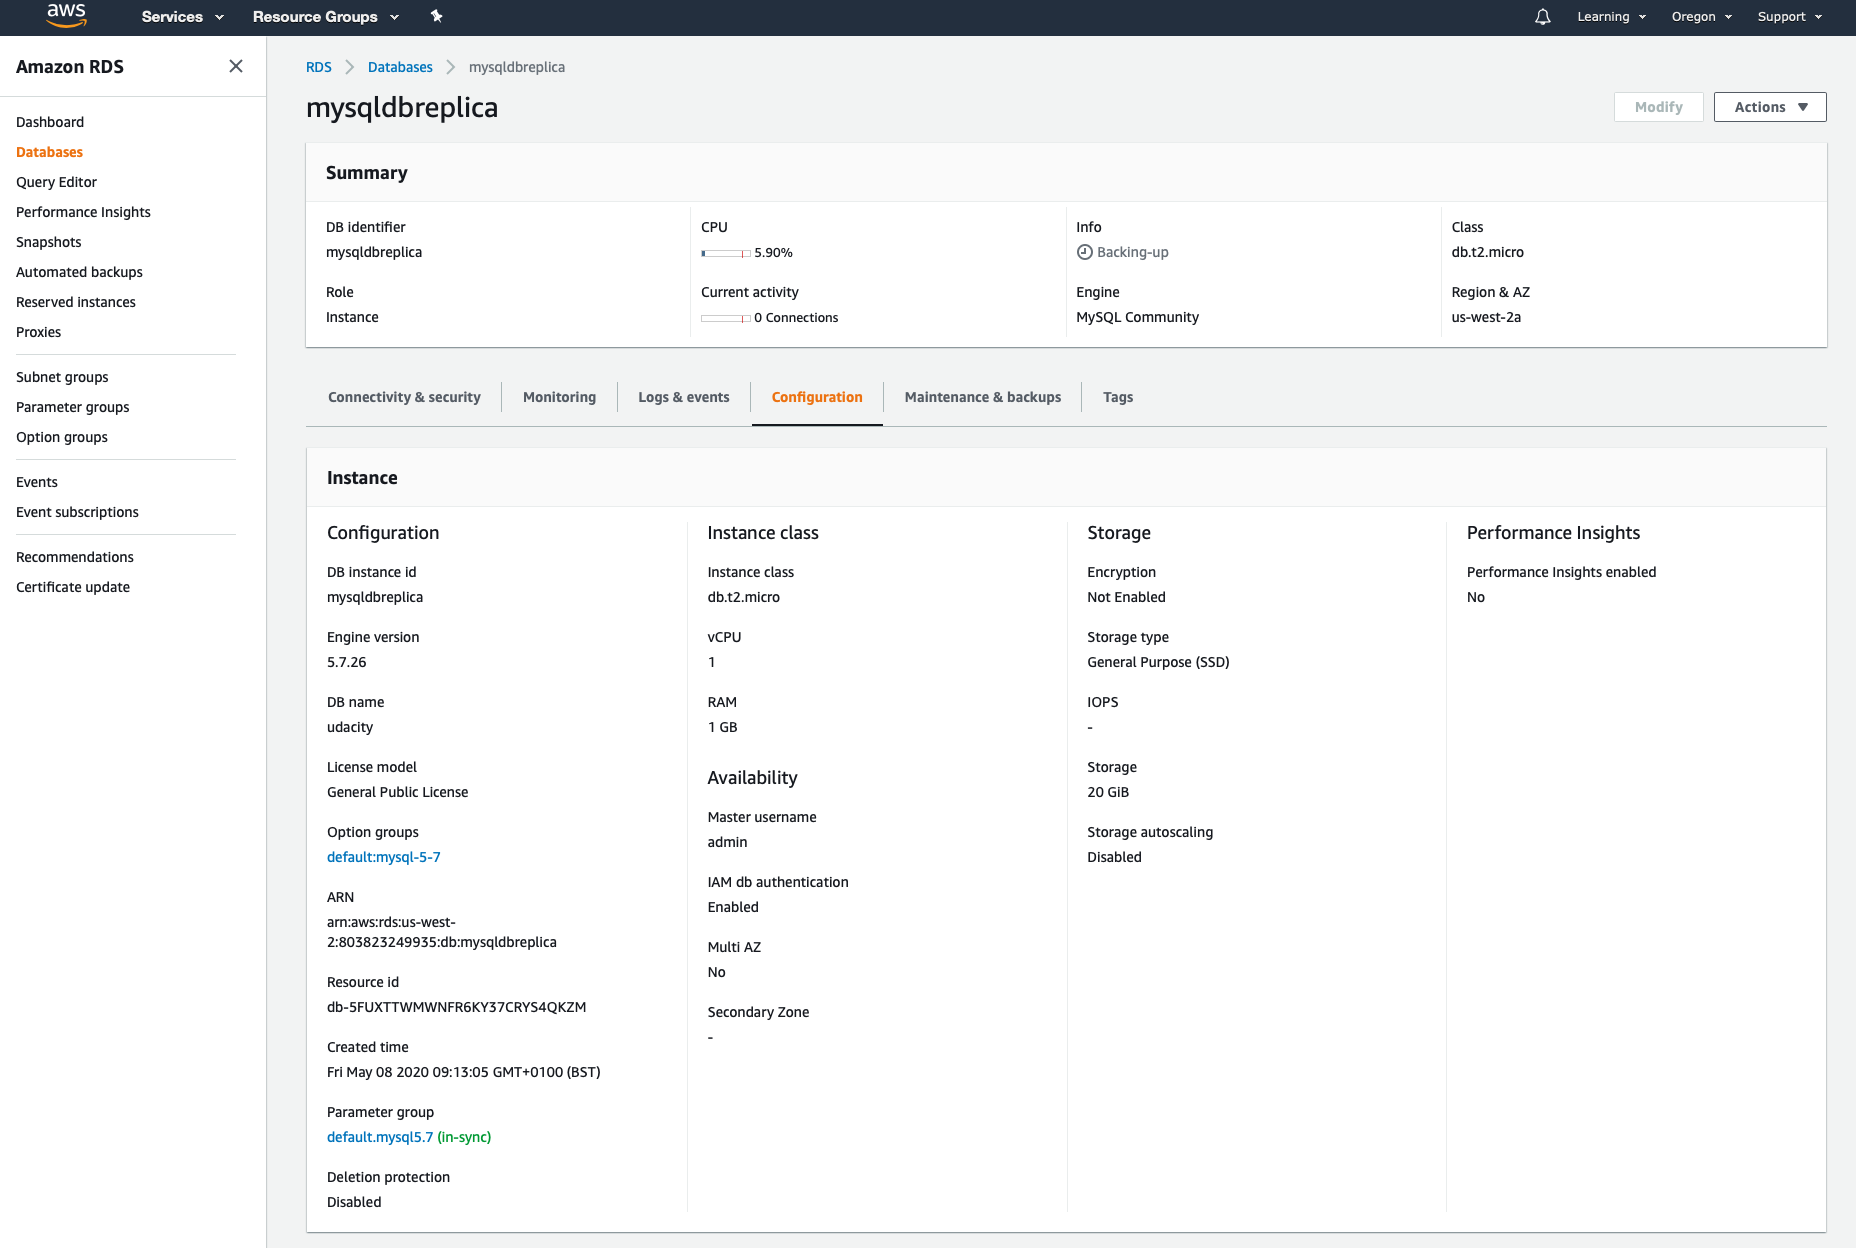 aws
Services
Resource Groups
Learning
Oregon
Support
Amazon RDS
Dashboard
Databases
Query Editor
Performance Insights
Snapshots
Automated backups
Reserved instances
Proxies
Subnet groups
Parameter groups
Option groups
Events
Event subscriptions
Recommendations
Certificate update
RDS
Databases
mysqldbreplica
mysqldbreplica
Modify
Actions
Summary
DB identifier
mysqldbreplica
Role
Instance
CPU
5.90%
Current activity
0 Connections
Info
Backing-up
Engine
MySQL Community
Class
db.t2.micro
Region & AZ
us-west-2a
Connectivity & security
Monitoring
Logs & events
Configuration
Maintenance & backups
Tags
Instance
Configuration
DB instance id
mysqldbreplica
Engine version
5.7.26
DB name
udacity
License model
General Public License
Option groups
default:mysql-5-7
ARN
arn:aws:rds:us-west-
2:803823249935:db:mysqldbreplica
Resource id
db-5FUXTTWMWNFR6KY37CRYS4QKZM
Created time
Fri May 08 2020 09:13:05 GMT+0100 (BST)
Parameter group
default.mysql5.7 (in-sync)
Deletion protection
Disabled
Instance class
Instance class
db.t2.micro
vCPU
1
RAM
1 GB
Availability
Master username
admin
IAM db authentication
Enabled
Multi AZ
No
Secondary Zone
-
Storage
Encryption
Not Enabled
Storage type
General Purpose (SSD)
IOPS
-
Storage
20 GiB
Storage autoscaling
Disabled
Performance Insights
Performance Insights enabled
No